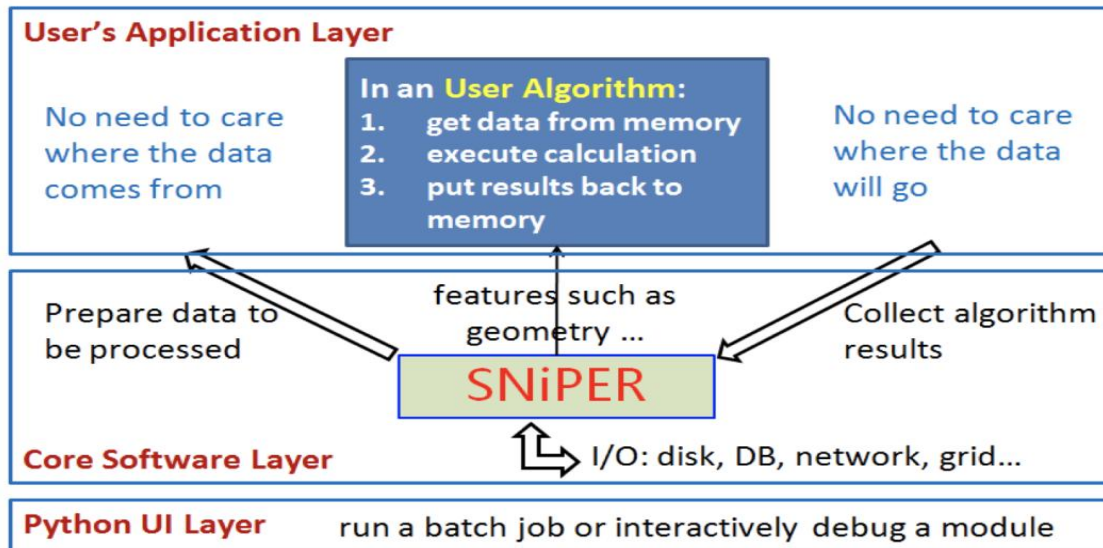 User's Application Layer
No need to care
where the data
comes from
In an User Algorithm:
1. get data from memory
2. execute calculation
3. put results back to
memory
No need to care
where the data
will go
Prepare data to
be processed
features such as
geometry ...
Collect algorithm
results
SNiPER
I/O: disk, DB, network, grid...
Core Software Layer
Python UI Layer
run a batch job or interactively debug a module